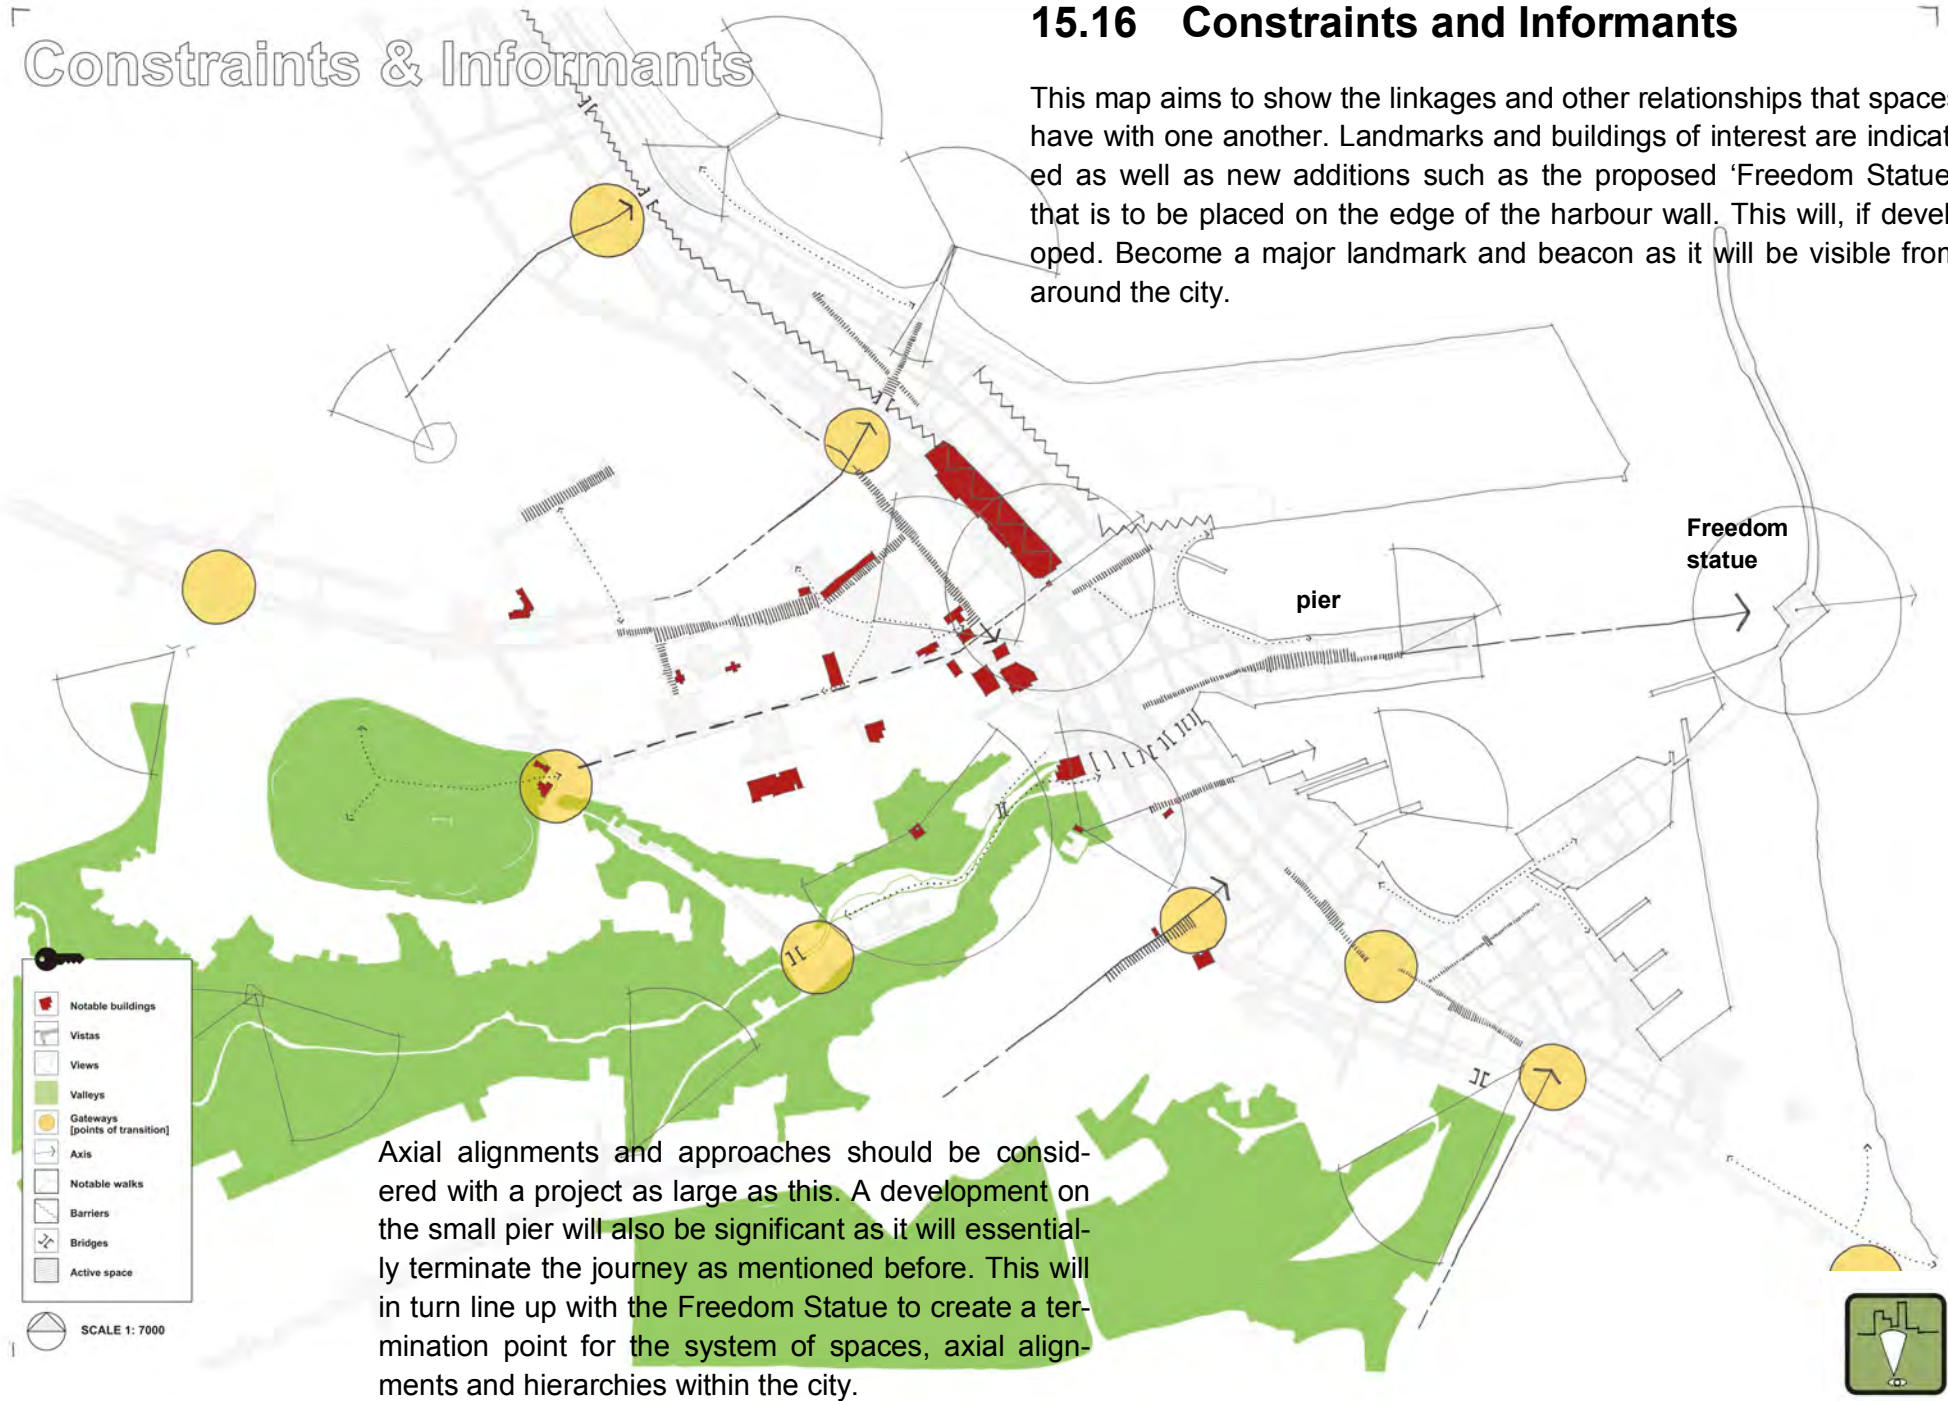 Constraints & Informants
15.16 Constraints and Informants
This map aims to show the linkages and other relationships that spaces
have with one another. Landmarks and buildings of interest are indicat
ed as well as new additions such as the proposed ‘Freedom Statue
that is to be placed on the edge of the harbour wall. This will, if devel
oped. Become a major landmark and beacon as it will be visible from
around the city.
Freedom
statue
pier
Notable buildings
Vistas
Views
Valleys
Gateways
[points of transition]
Axis
Notable walks
Barriers
Bridges
Active space
SCALE 1: 7000
Axial alignments and approaches should be consid-
ered with a project as large as this. A development on
the small pier will also be significant as it will essential-
ly terminate the journey as mentioned before. This will
in turn line up with the Freedom Statue to create a ter-
mination point for the system of spaces, axial align-
ments and hierarchies within the city.